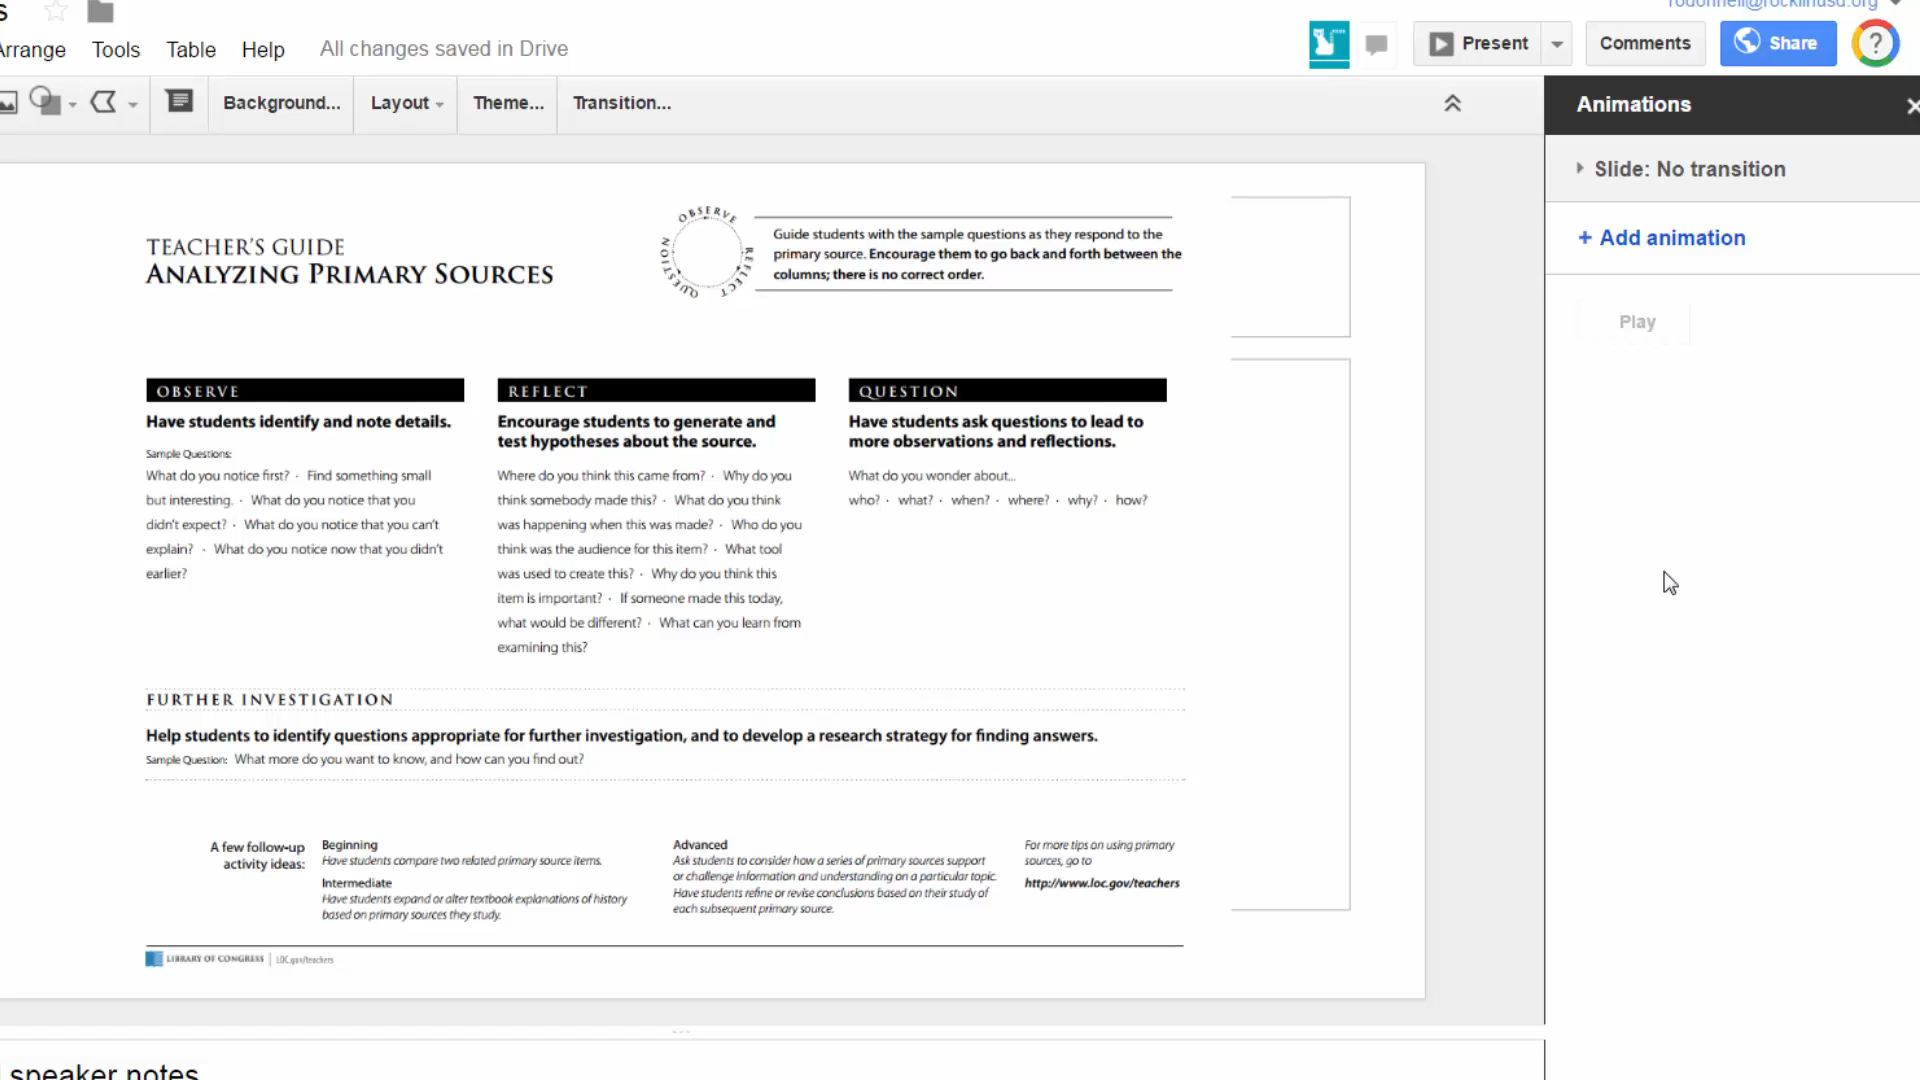 Arrange Tools Table Help All changes saved in Drive
Present Comments Share ?
Background... Layout Theme... Transition...
Animations
Slide: No transition
+ Add animation
Play
TEACHER'S GUIDE
ANALYZING PRIMARY SOURCES
OBSERVE REFLECT QUESTION
Guide students with the sample questions as they respond to the
primary source. Encourage them to go back and forth between the
columns; there is no correct order.
OBSERVE
Have students identify and note details.
Sample Questions:
What do you notice first? · Find something small
but interesting. · What do you notice that you
didn't expect? · What do you notice that you can't
explain? · What do you notice now that you didn't
earlier?
REFLECT
Encourage students to generate and
test hypotheses about the source.
Where do you think this came from? · Why do you
think somebody made this? · What do you think
was happening when this was made? · Who do you
think was the audience for this item? · What tool
was used to create this? · Why do you think this
item is important? · If someone made this today,
what would be different? · What can you learn from
examining this?
QUESTION
Have students ask questions to lead to
more observations and reflections.
What do you wonder about...
who? · what? · when? · where? · why? · how?
FURTHER INVESTIGATION
Help students to identify questions appropriate for further investigation, and to develop a research strategy for finding answers.
Sample Question: What more do you want to know, and how can you find out?
A few follow-up
activity ideas:
Beginning
Have students compare two related primary source items.
Intermediate
Have students expand or alter textbook explanations of history
based on primary sources they study.
Advanced
Ask students to consider how a series of primary sources support
or challenge information and understanding on a particular topic.
Have students refine or revise conclusions based on their study of
each subsequent primary source.
For more tips on using primary
sources, go to
http://www.loc.gov/teachers
LIBRARY OF CONGRESS | LOC.gov/teachers
speaker notes